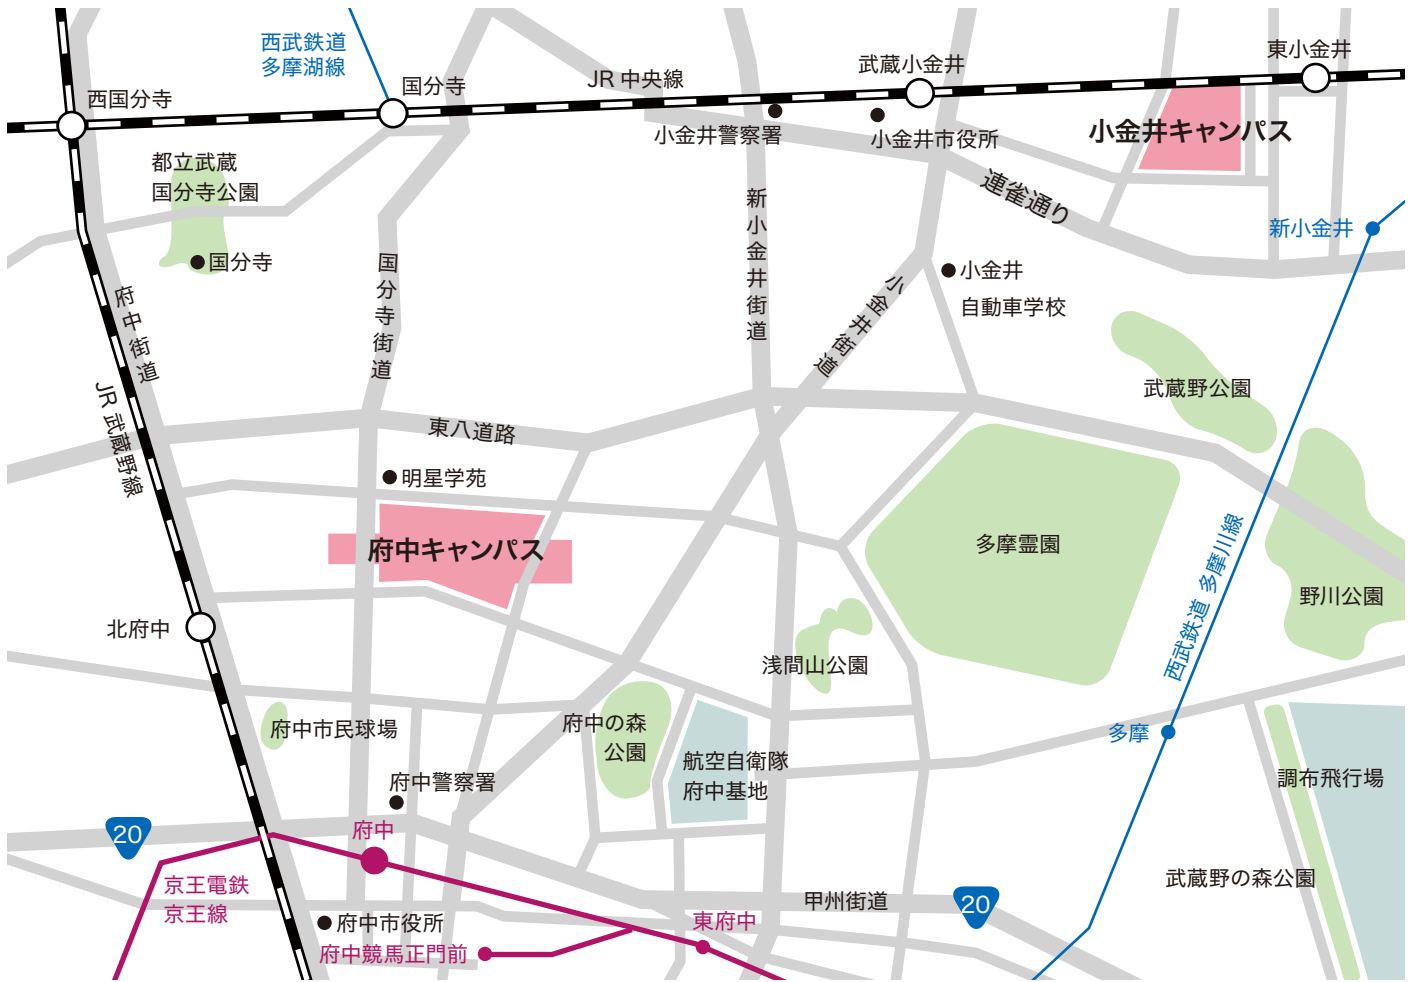 西武鉄道
多摩湖線
国分寺
西国分寺
JR 中央線
武蔵小金井
東小金井
小金井警察署
小金井市役所
小金井キャンパス
都立武蔵
国分寺公園
国分寺
連雀通り
新小金井
新小金井街道
国分寺街道
府中街道
JR 武蔵野線
小金井
自動車学校
小金井街道
武蔵野公園
東八道路
明星学苑
府中キャンパス
多摩霊園
西武鉄道 多摩川線
野川公園
北府中
浅間山公園
府中市民球場
府中の森
公園
航空自衛隊
府中基地
多摩
調布飛行場
府中警察署
20
府中
京王電鉄
京王線
武蔵野の森公園
甲州街道
20
府中市役所
東府中
府中競馬正門前